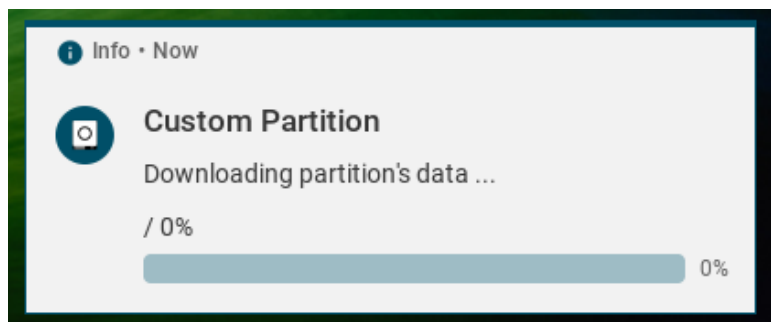 Info • Now
Custom Partition
Downloading partition's data ...
/ 0%
0%